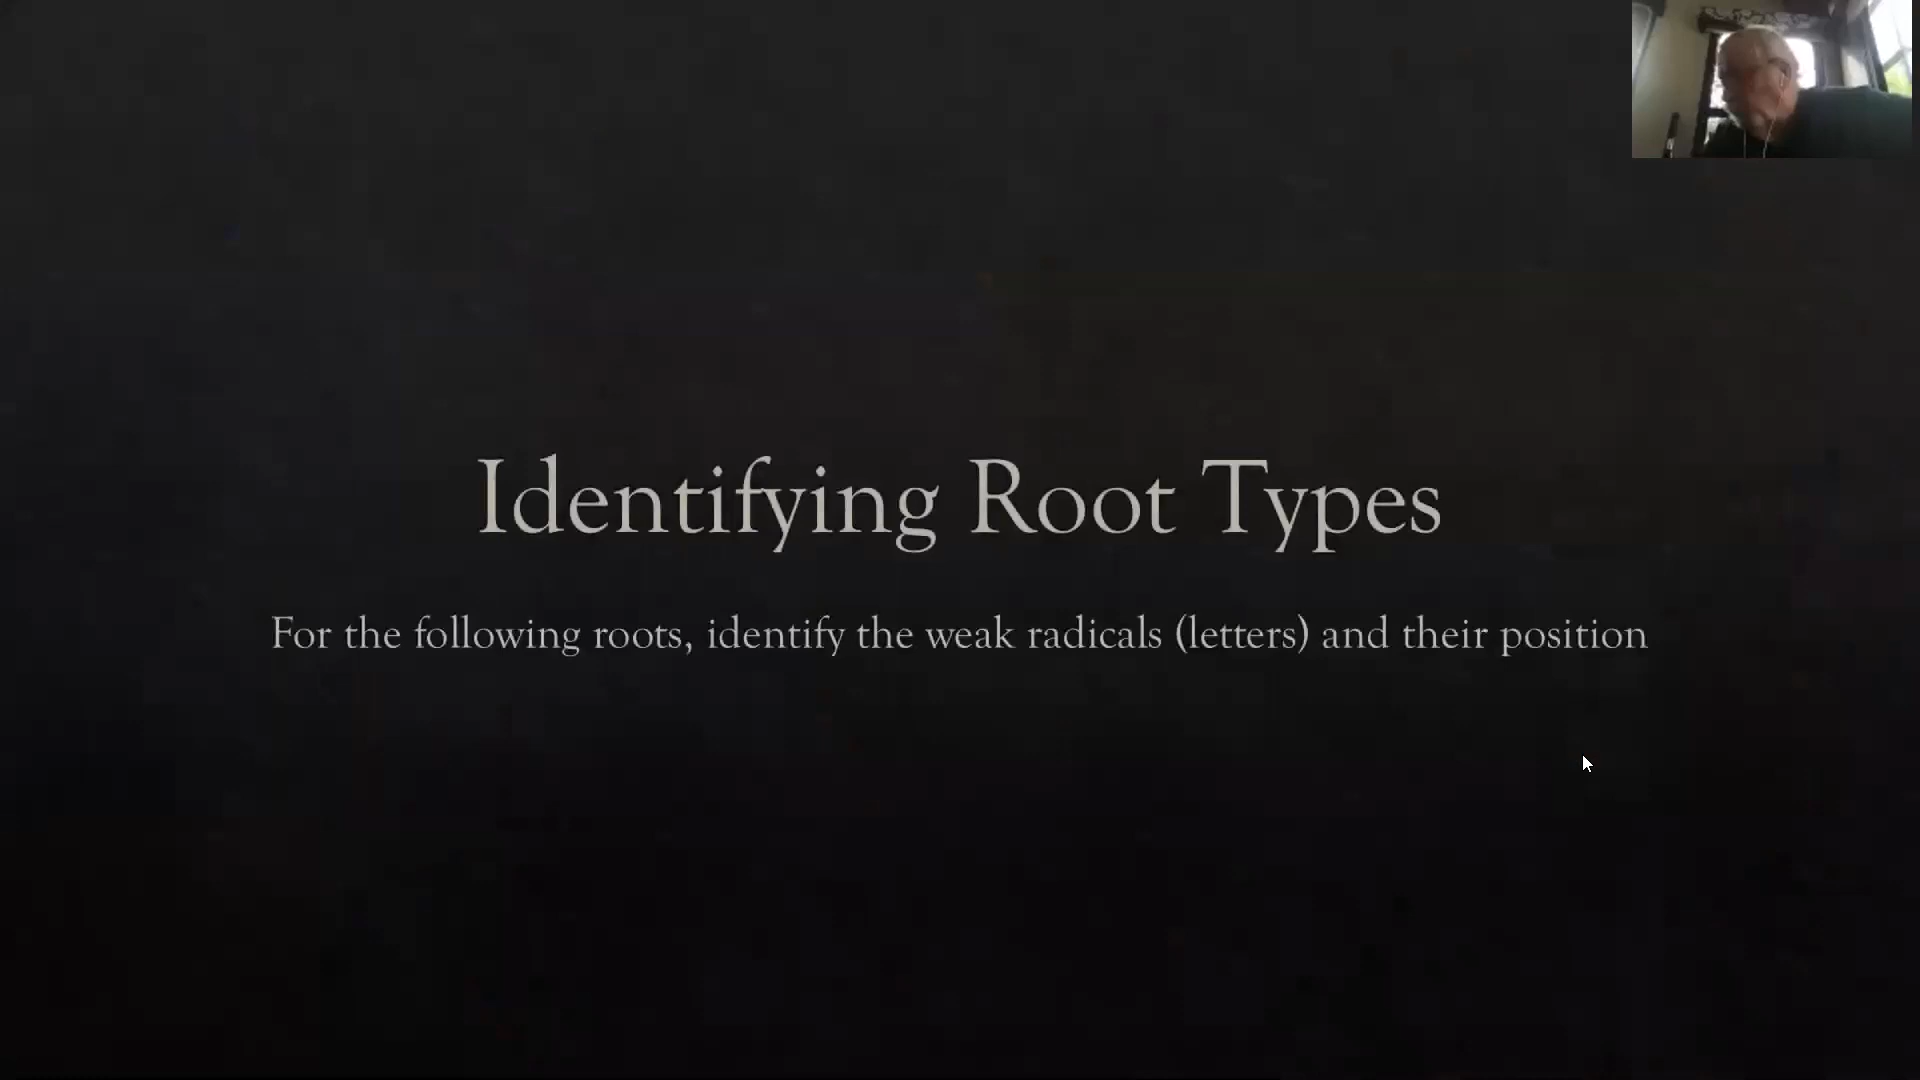 Identifying Root Types
For the following roots, identify the weak radicals (letters) and their position